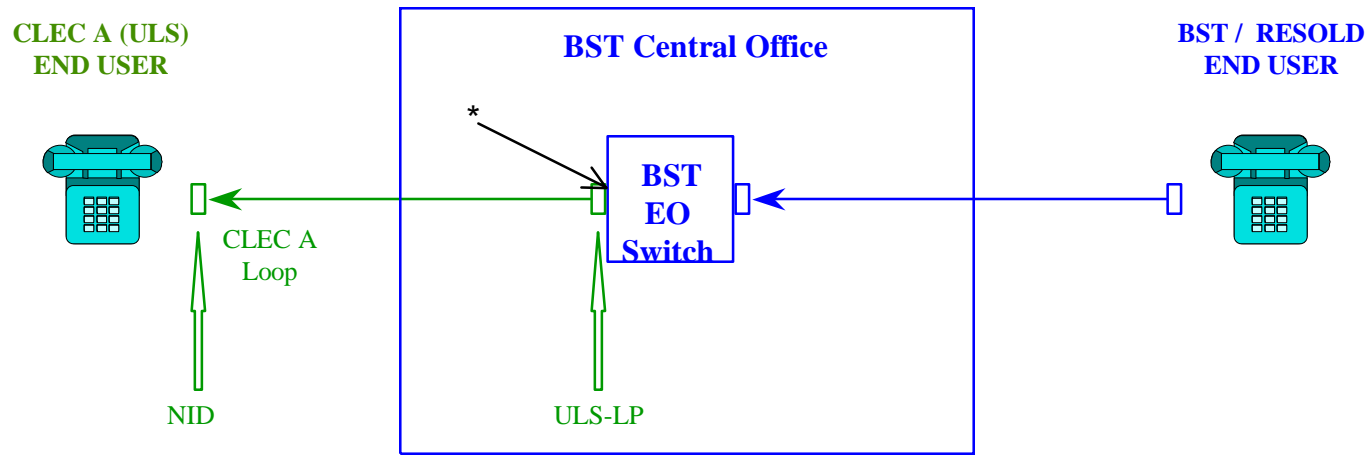 CLEC A (ULS)
END USER
BST Central Office
BST / RESOLD
END USER
*
BST
EO
Switch
CLEC A
Loop
NID
ULS-LP